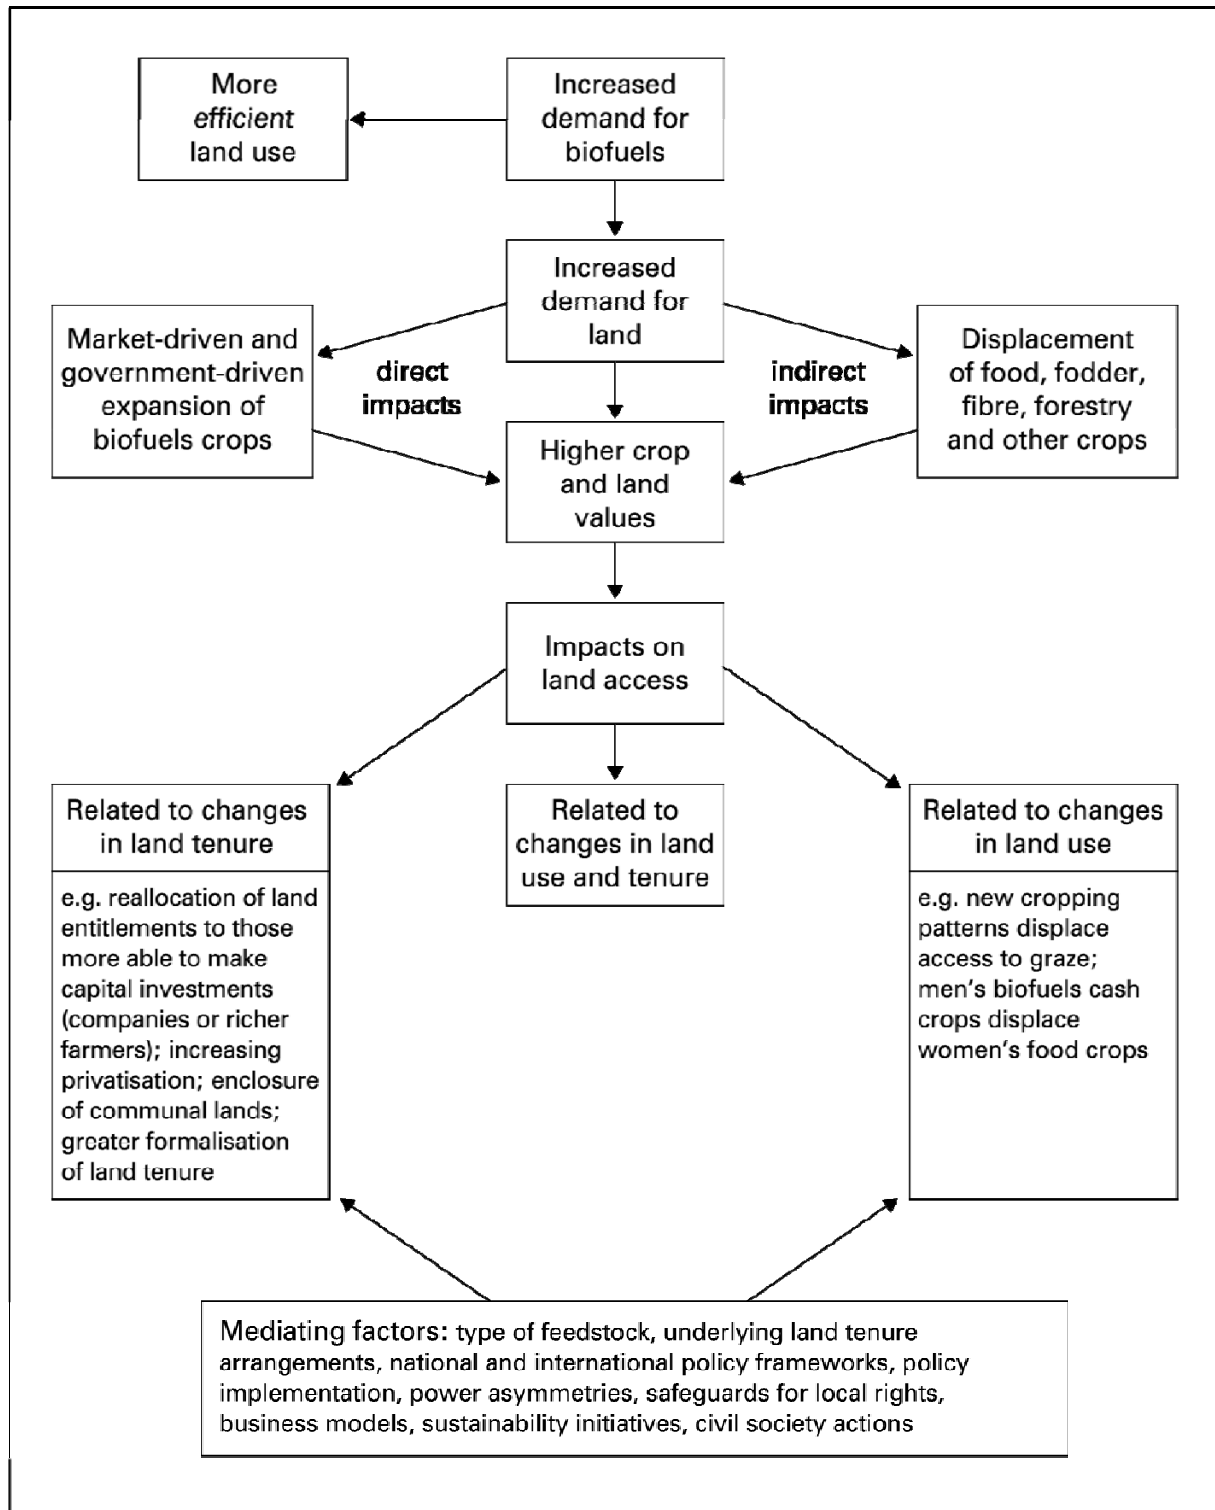 More
efficient
land use
Increased
demand for
biofuels
Increased
demand for
land
Market-driven and
government-driven
expansion of
biofuels crops
direct
impacts
indirect
impacts
Displacement
of food, fodder,
fibre, forestry
and other crops
Higher crop
and land
values
Impacts on
land access
Related to changes
in land tenure
e.g. reallocation of land
entitlements to those
more able to make
capital investments
(companies or richer
farmers); increasing
privatisation; enclosure
of communal lands;
greater formalisation
of land tenure
Related to
changes in land
use and tenure
Related to changes
in land use
e.g. new cropping
patterns displace
access to graze;
men's biofuels cash
crops displace
women's food crops
Mediating factors: type of feedstock, underlying land tenure
arrangements, national and international policy frameworks, policy
implementation, power asymmetries, safeguards for local rights,
business models, sustainability initiatives, civil society actions